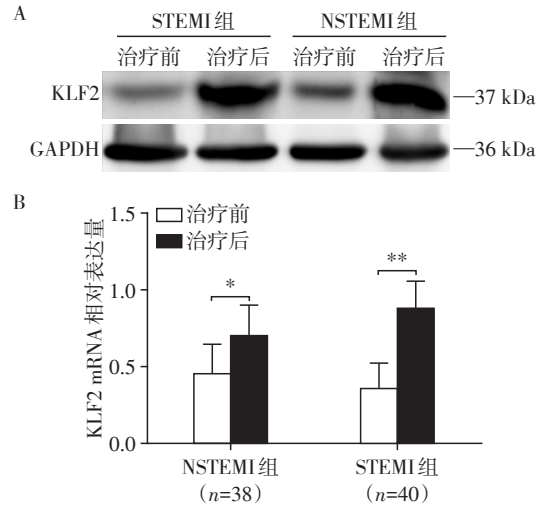 A
STEMI组 NSTEMI组
治疗前 治疗后 治疗前 治疗后
KLF2 37 kDa
GAPDH 36 kDa
B
KLF2 mRNA相对表达量
1.5
1.0
0.5
0.0
治疗前
治疗后
* **
NSTEMI组 STEMI组
（n=38） （n=40）